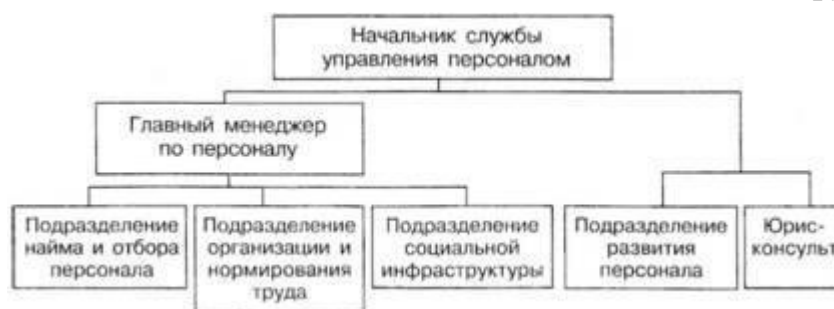 Начальник службы
управления персоналом
Главный менеджер
по персоналу
Подразделение
найма и отбора
персонала
Подразделение
организации и
нормирования
труда
Подразделение
социальной
инфраструктуры
Подразделение
развития
персонала
Юрис-
консульт